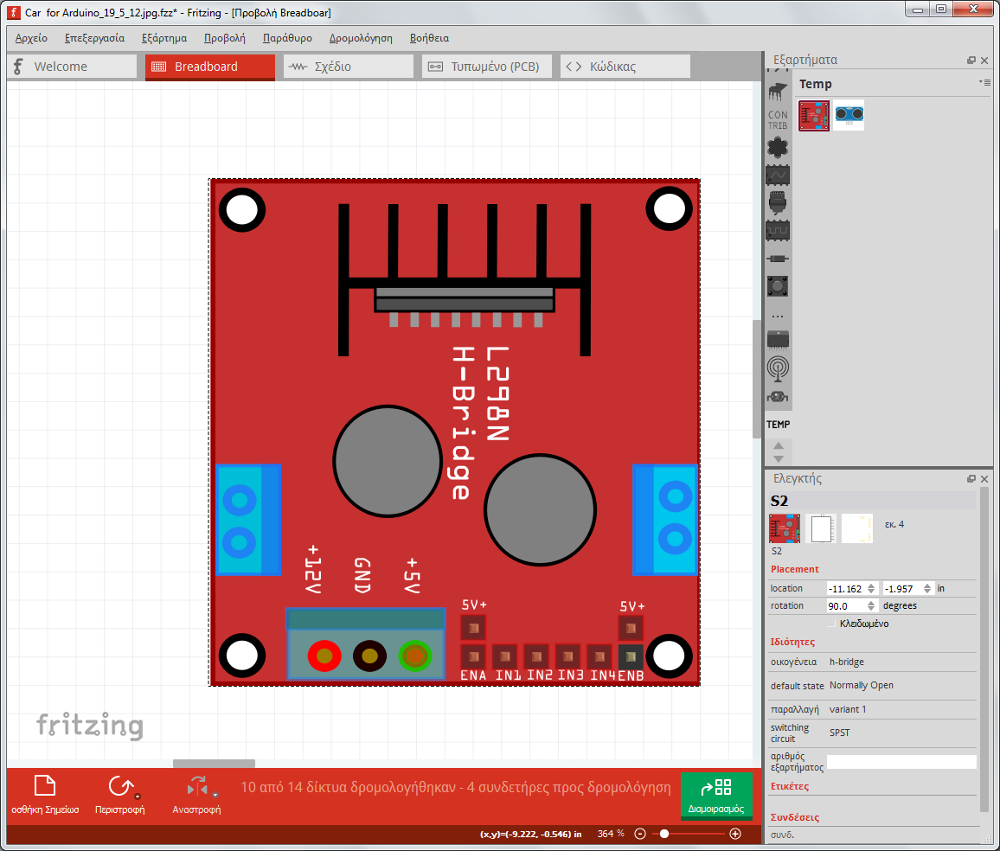 Car for Arduino_19_5_12.jpg.fzz* - Fritzing - [Προβολή Breadboar]
Αρχείο Επεξεργασία Εξάρτημα Προβολή Παράθυρο Δρομολόγηση Βοήθεια
Welcome Breadboard Σχέδιο Τυπωμένο (PCB) Κώδικας
Εξαρτήματα
Temp
CON
TRIB
...
TEMP
L298N
H-Bridge
+12V GND +5V
5V+ 5V+
ENA IN1 IN2 IN3 IN4 ENB
fritzing
Ελεγκτής
S2
εκ. 4
S2
Placement
location -11.162 -1.957 in
rotation 90.0 degrees
Κλειδωμένο
Ιδιότητες
οικογένεια h-bridge
default state Normally Open
παραλλαγή variant 1
switching
circuit SPST
αριθμός
εξαρτήματος
Ετικέτες
Συνδέσεις
συνδ.
οσθήκη Σημείωσ Περιστροφή Αναστροφή
10 από 14 δίκτυα δρομολογήθηκαν - 4 συνδετήρες προς δρομολόγηση
Διαμοιρασμός
(x,y)=(-9.222, -0.546) in 364 %